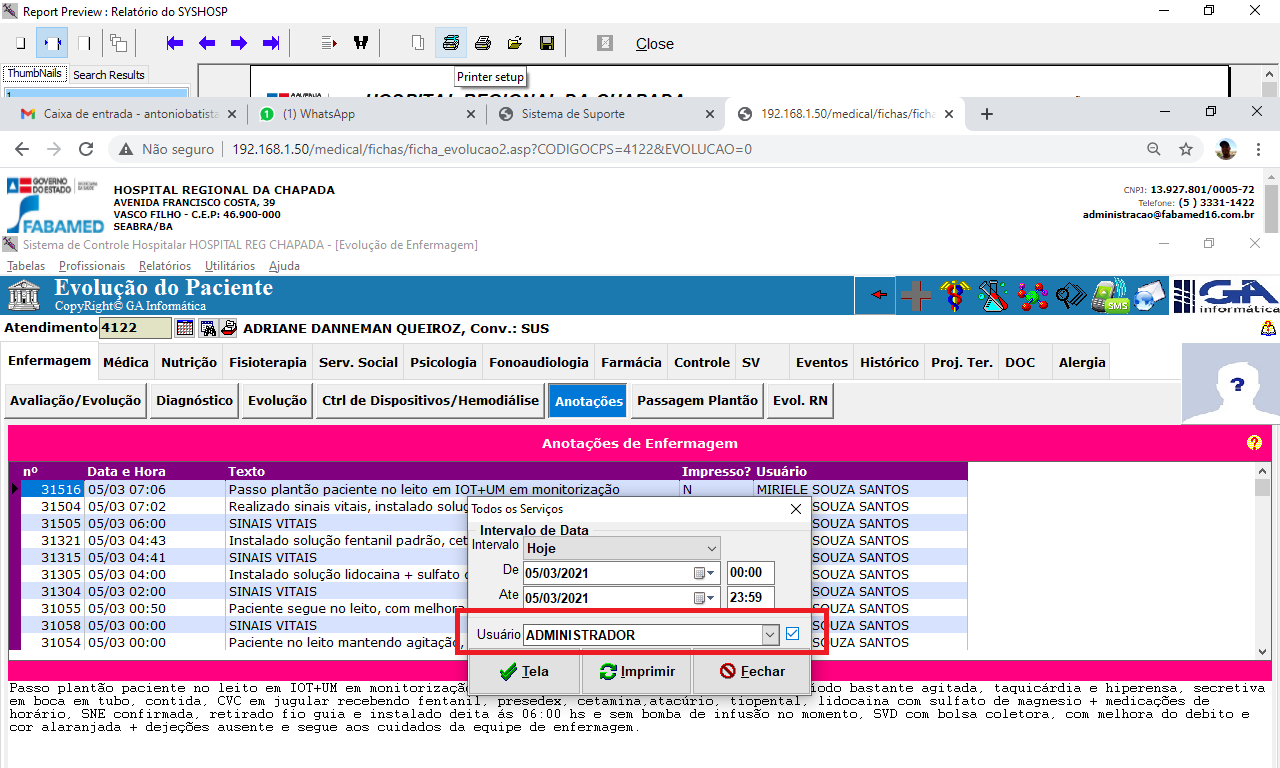 Report Preview : Relatório do SYSHOSP
Close
ThumbNails Search Results
Printer setup
1
HOSPITAL REGIONAL DA CHAPADA
Caixa de entrada - antoniobatista
(1) WhatsApp
Sistema de Suporte
192.168.1.50/medical/fichas/ficha
Não seguro | 192.168.1.50/medical/fichas/ficha_evolucao2.asp?CODIGOCPS=4122&EVOLUCAO=0
GOVERNO DO ESTADO
FABAMED
HOSPITAL REGIONAL DA CHAPADA
AVENIDA FRANCISCO COSTA, 39
VASCO FILHO - C.E.P: 46.900-000
SEABRA/BA
CNPJ: 13.927.801/0005-72
Telefone: (5 ) 3331-1422
administracao@fabamed16.com.br
Sistema de Controle Hospitalar HOSPITAL REG CHAPADA - [Evolução de Enfermagem]
Tabelas Profissionais Relatórios Utilitários Ajuda
Evolução do Paciente
CopyRight© GA Informática
SMS
GA informática
Atendimento 4122 ADRIANE DANNEMAN QUEIROZ, Conv.: SUS
Enfermagem Médica Nutrição Fisioterapia Serv. Social Psicologia Fonoaudiologia Farmácia Controle SV Eventos Histórico Proj. Ter. DOC Alergia
?
Avaliação/Evolução Diagnóstico Evolução Ctrl de Dispositivos/Hemodiálise Anotações Passagem Plantão Evol. RN
Anotações de Enfermagem
?
nº Data e Hora Texto Impresso? Usuário
31516 05/03 07:06 Passo plantão paciente no leito em IOT+UM em monitorização N MIRIELE SOUZA SANTOS
31504 05/03 07:02 Realizado sinais vitais, instalado SOUZA SANTOS
31505 05/03 06:00 SINAIS VITAIS SOUZA SANTOS
31321 05/03 04:43 Instalado solução fentanil padrão, SOUZA SANTOS
31315 05/03 04:41 SINAIS VITAIS SOUZA SANTOS
31305 05/03 04:00 Instalado solução lidocaina + sulfato SOUZA SANTOS
31304 05/03 02:00 SINAIS VITAIS SOUZA SANTOS
31055 05/03 00:50 Paciente segue no leito, com melhora SOUZA SANTOS
31058 05/03 00:00 SINAIS VITAIS SOUZA SANTOS
31054 05/03 00:00 Paciente no leito mantendo agitação, SOUZA SANTOS
Todos os Serviços
Intervalo de Data
Intervalo Hoje
De 05/03/2021 00:00
Ate 05/03/2021 23:59
Usuário ADMINISTRADOR
Tela Imprimir Fechar
Passo plantão paciente no leito em IOT+UM em monitorização bastante agitada, taquicárdia e hiperensa, secretiva
em boca em tubo, contida, CVC em jugular recebendo fentanil, presedex, cetamina,atacúrio, tiopental, lidocaina com sulfato de magnesio + medicações de
horário, SNE confirmada, retirado fio guia e instalado deita ás 06:00 hs e sem bomba de infusão no momento, SVD com bolsa coletora, com melhora do debito e
cor alaranjada + dejeções ausente e segue aos cuidados da equipe de enfermagem.